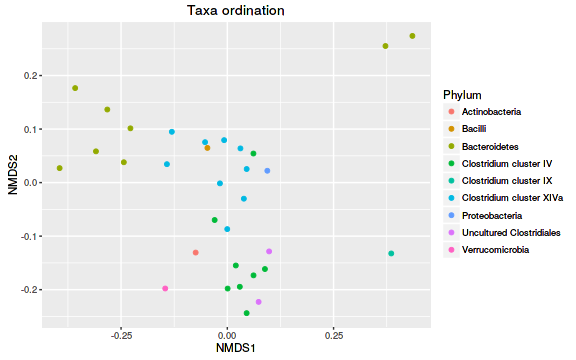 Taxa ordination
NMDS2
0.2
0.1
0.0
-0.1
-0.2
-0.25
0.00
0.25
NMDS1
Phylum
Actinobacteria
Bacilli
Bacteroidetes
Clostridium cluster IV
Clostridium cluster IX
Clostridium cluster XIVa
Proteobacteria
Uncultured Clostridiales
Verrucomicrobia